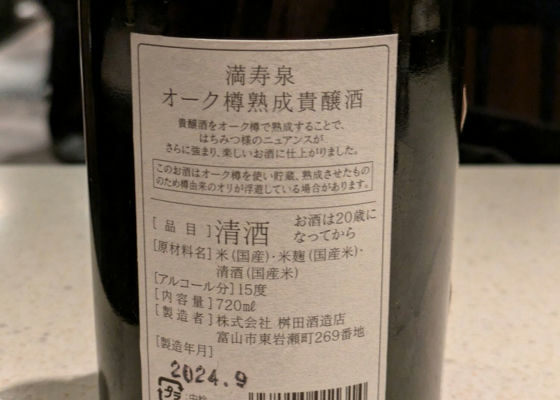 満寿泉
オーク樽熟成貴醸酒
貴醸酒をオーク樽で熟成することで、
はちみつ様のニュアンスが
さらに強まり、楽しいお酒に仕上がりました。
このお酒はオーク樽を使い貯蔵、熟成させたもの
のため樽由来のオリが浮遊している場合があります。
[品目]清酒
お酒は20歳に
なってから
[原材料名]米(国産)・米麹(国産米)・
清酒(国産米)
[アルコール分]15度
[内容量]720㎖
[製造者]株式会社 桝田酒造店
富山市東岩瀬町269番地
[製造年月]
2024.9
プラ